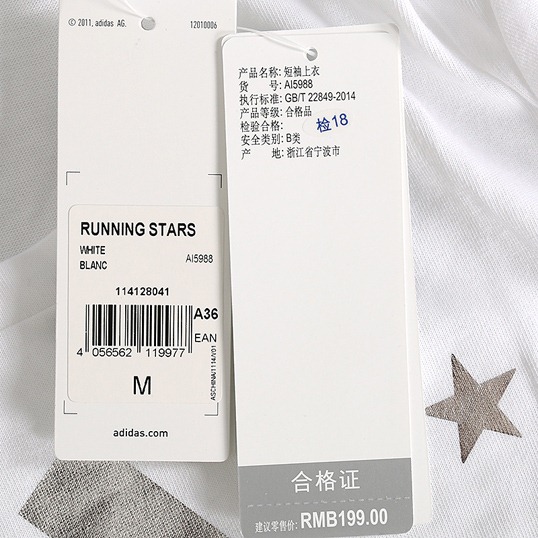 © 2011, adidas AG.
12010006
RUNNING STARS
WHITE
BLANC
AI5988
114128041
A36
EAN
4 056562 119977
ASCHINAI1114/V01
M
adidas.com
产品名称: 短袖上衣
货 号: AI5988
执行标准: GB/T 22849-2014
产品等级: 合格品
检验合格: 检18
安全类别: B类
产 地: 浙江省宁波市
合格证
建议零售价: RMB199.00